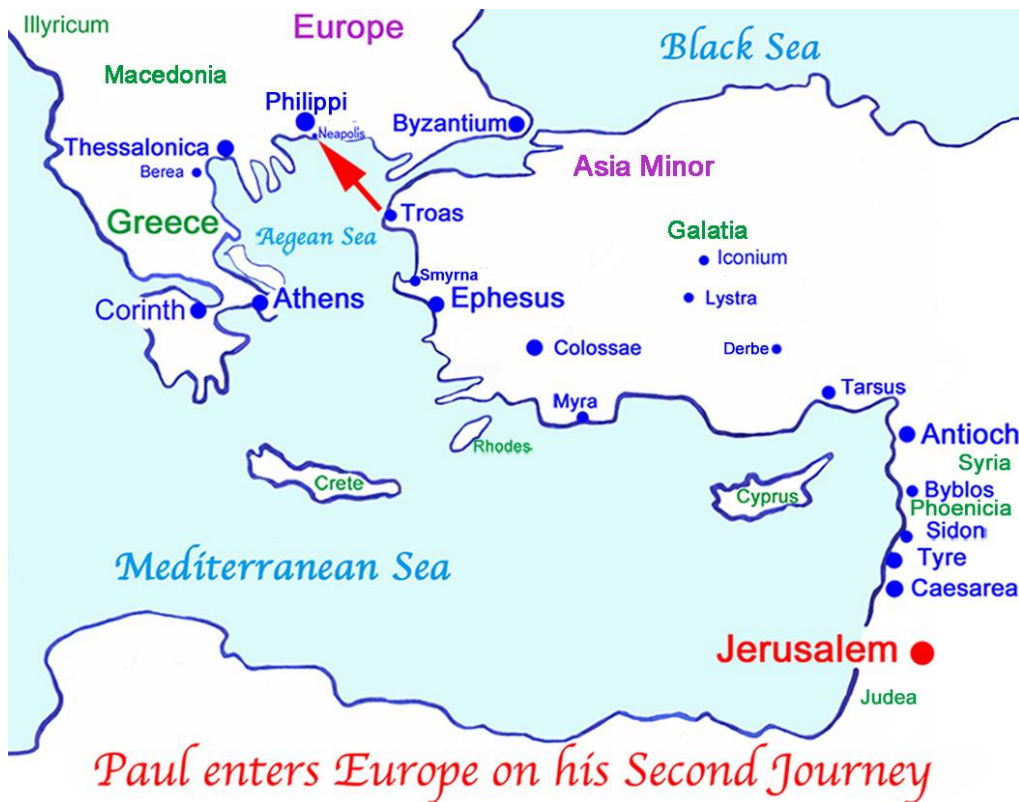 Illyricum
Europe
Black Sea
Macedonia
Philippi
Neapolis
Byzantium
Thessalonica
Berea
Asia Minor
Troas
Greece
Aegean Sea
Galatia
Iconium
Smyrna
Lystra
Ephesus
Athens
Corinth
Colossae
Derbe
Tarsus
Myra
Antioch
Rhodes
Syria
Crete
Cyprus
Byblos
Phoenicia
Sidon
Mediterranean Sea
Tyre
Caesarea
Jerusalem
Judea
Paul enters Europe on his Second Journey